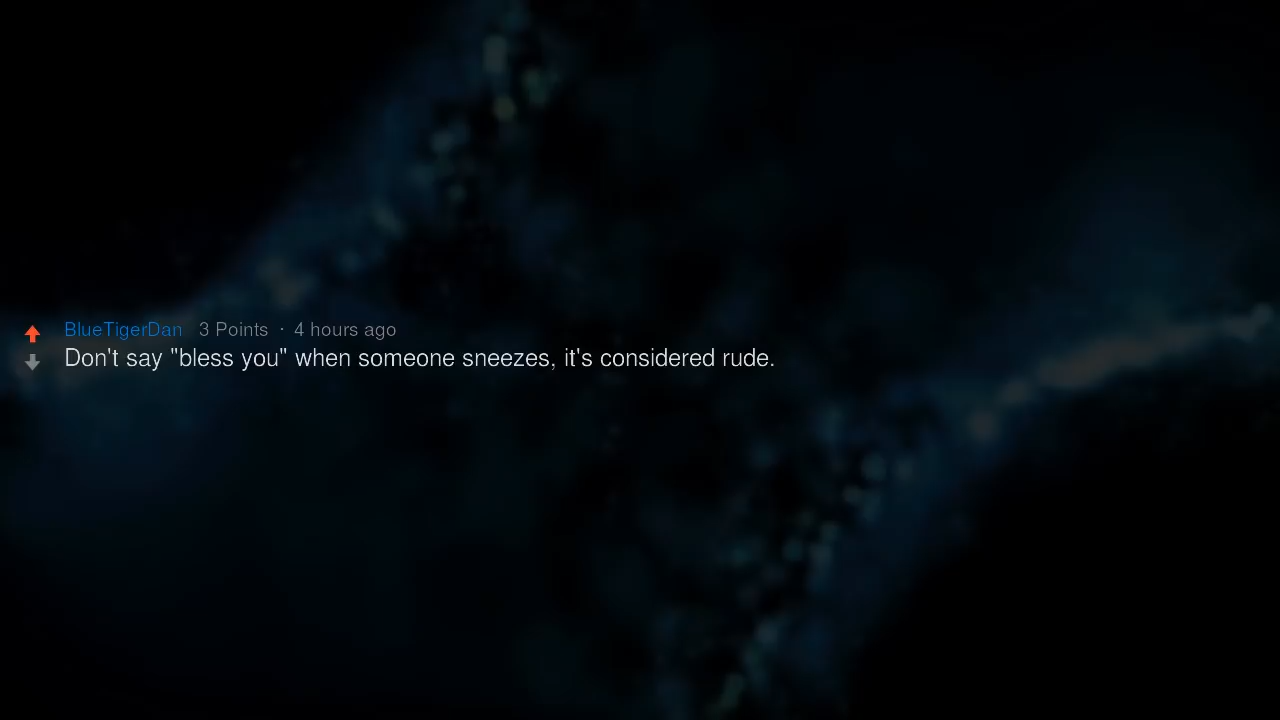 BlueTigerDan 3 Points · 4 hours ago
Don't say "bless you" when someone sneezes, it's considered rude.